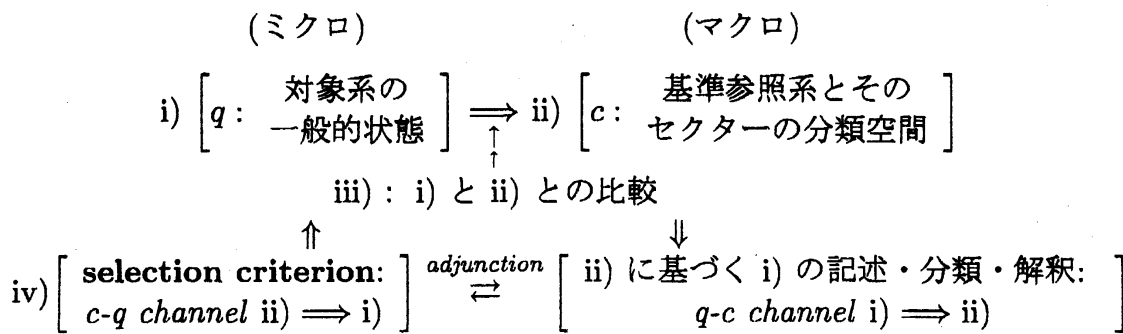 (ミクロ) (マクロ)
i) [ q : 対象系の 一般的状態 ] ⟹ ii) [ c : 基準参照系とその セクターの分類空間 ]
↑
↑
iii) : i) と ii) との比較
⇑ ⇓
iv) [ selection criterion: c-q channel ii) ⟹ i) ] adjunction ⇄ [ ii) に基づく i) の記述・分類・解釈: q-c channel i) ⟹ ii) ]